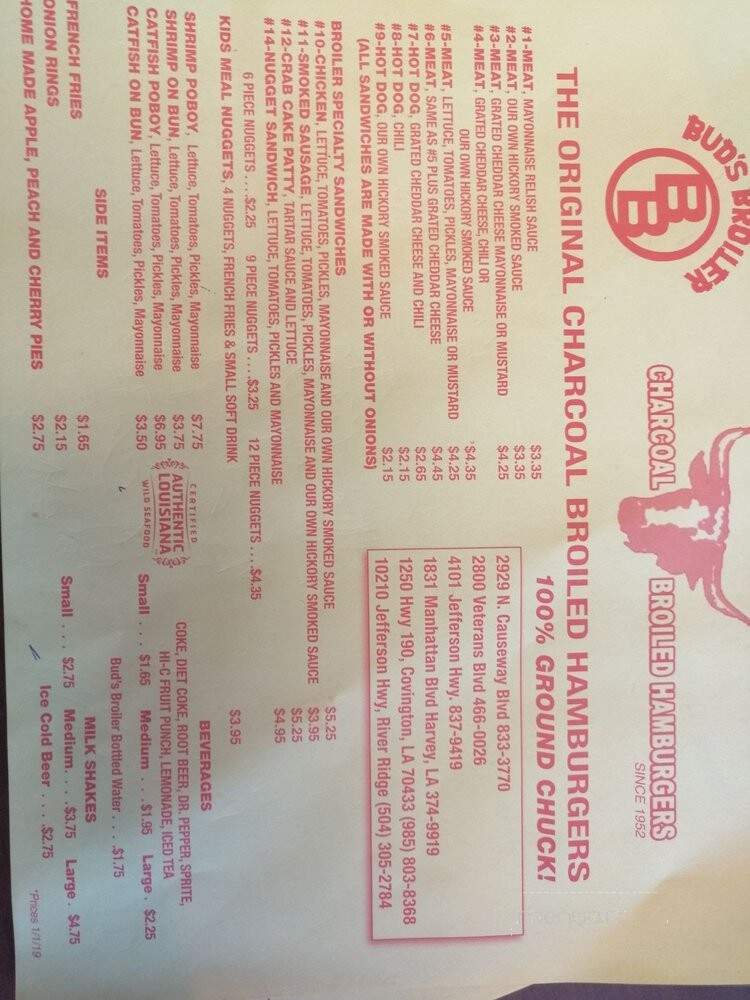 BUD'S BROILER
BB
CHARCOAL BROILED HAMBURGERS
SINCE 1952
THE ORIGINAL CHARCOAL BROILED HAMBURGERS
100% GROUND CHUCK!
#1-MEAT, MAYONNAISE RELISH SAUCE $3.35
#2-MEAT, OUR OWN HICKORY SMOKED SAUCE $3.35
#3-MEAT, GRATED CHEDDAR CHEESE MAYONNAISE OR MUSTARD $4.25
#4-MEAT, GRATED CHEDDAR CHEESE, CHILI OR
OUR OWN HICKORY SMOKED SAUCE $4.35
#5-MEAT, LETTUCE, TOMATOES, PICKLES, MAYONNAISE OR MUSTARD $4.25
#6-MEAT, SAME AS #5 PLUS GRATED CHEDDAR CHEESE $4.45
#7-HOT DOG, GRATED CHEDDAR CHEESE AND CHILI $2.65
#8-HOT DOG, CHILI $2.15
#9-HOT DOG, OUR OWN HICKORY SMOKED SAUCE $2.15
(ALL SANDWICHES ARE MADE WITH OR WITHOUT ONIONS)
2929 N. Causeway Blvd 833-3770
2800 Veterans Blvd 466-0026
4101 Jefferson Hwy. 837-9419
1831 Manhattan Blvd Harvey, LA 374-9919
1250 Hwy 190, Covington, LA 70433 (985) 803-8368
10210 Jefferson Hwy, River Ridge (504) 305-2784
BROILER SPECIALTY SANDWICHES
#10-CHICKEN, LETTUCE, TOMATOES, PICKLES, MAYONNAISE AND OUR OWN HICKORY SMOKED SAUCE $5.25
#11-SMOKED SAUSAGE, LETTUCE, TOMATOES, PICKLES, MAYONNAISE AND OUR OWN HICKORY SMOKED SAUCE $3.95
#12-CRAB CAKE PATTY, TARTAR SAUCE AND LETTUCE $5.25
#14-NUGGET SANDWICH, LETTUCE, TOMATOES, PICKLES AND MAYONNAISE $4.95
6 PIECE NUGGETS . . . .$2.25 9 PIECE NUGGETS . . . .$3.25 12 PIECE NUGGETS . . . .$4.35
KIDS MEAL NUGGETS, 4 NUGGETS, FRENCH FRIES & SMALL SOFT DRINK $3.95
SHRIMP POBOY, Lettuce, Tomatoes, Pickles, Mayonnaise $7.75
SHRIMP ON BUN, Lettuce, Tomatoes, Pickles, Mayonnaise $3.75
CATFISH POBOY, Lettuce, Tomatoes, Pickles, Mayonnaise $6.95
CATFISH ON BUN, Lettuce, Tomatoes, Pickles, Mayonnaise $3.50
CERTIFIED
AUTHENTIC
LOUISIANA
WILD SEAFOOD
SIDE ITEMS
FRENCH FRIES $1.65
ONION RINGS $2.15
HOME MADE APPLE, PEACH AND CHERRY PIES $2.75
BEVERAGES
COKE, DIET COKE, ROOT BEER, DR. PEPPER, SPRITE,
HI-C FRUIT PUNCH, LEMONADE, ICED TEA
Small . . . $1.65 Medium . . . .$1.95 Large . $2.25
Bud's Broiler Bottled Water . . . .$1.75
MILK SHAKES
Small . . . $2.75 Medium. . . .$3.75 Large . $4.75
Ice Cold Beer . . . .$2.75
*Prices 1/1/19